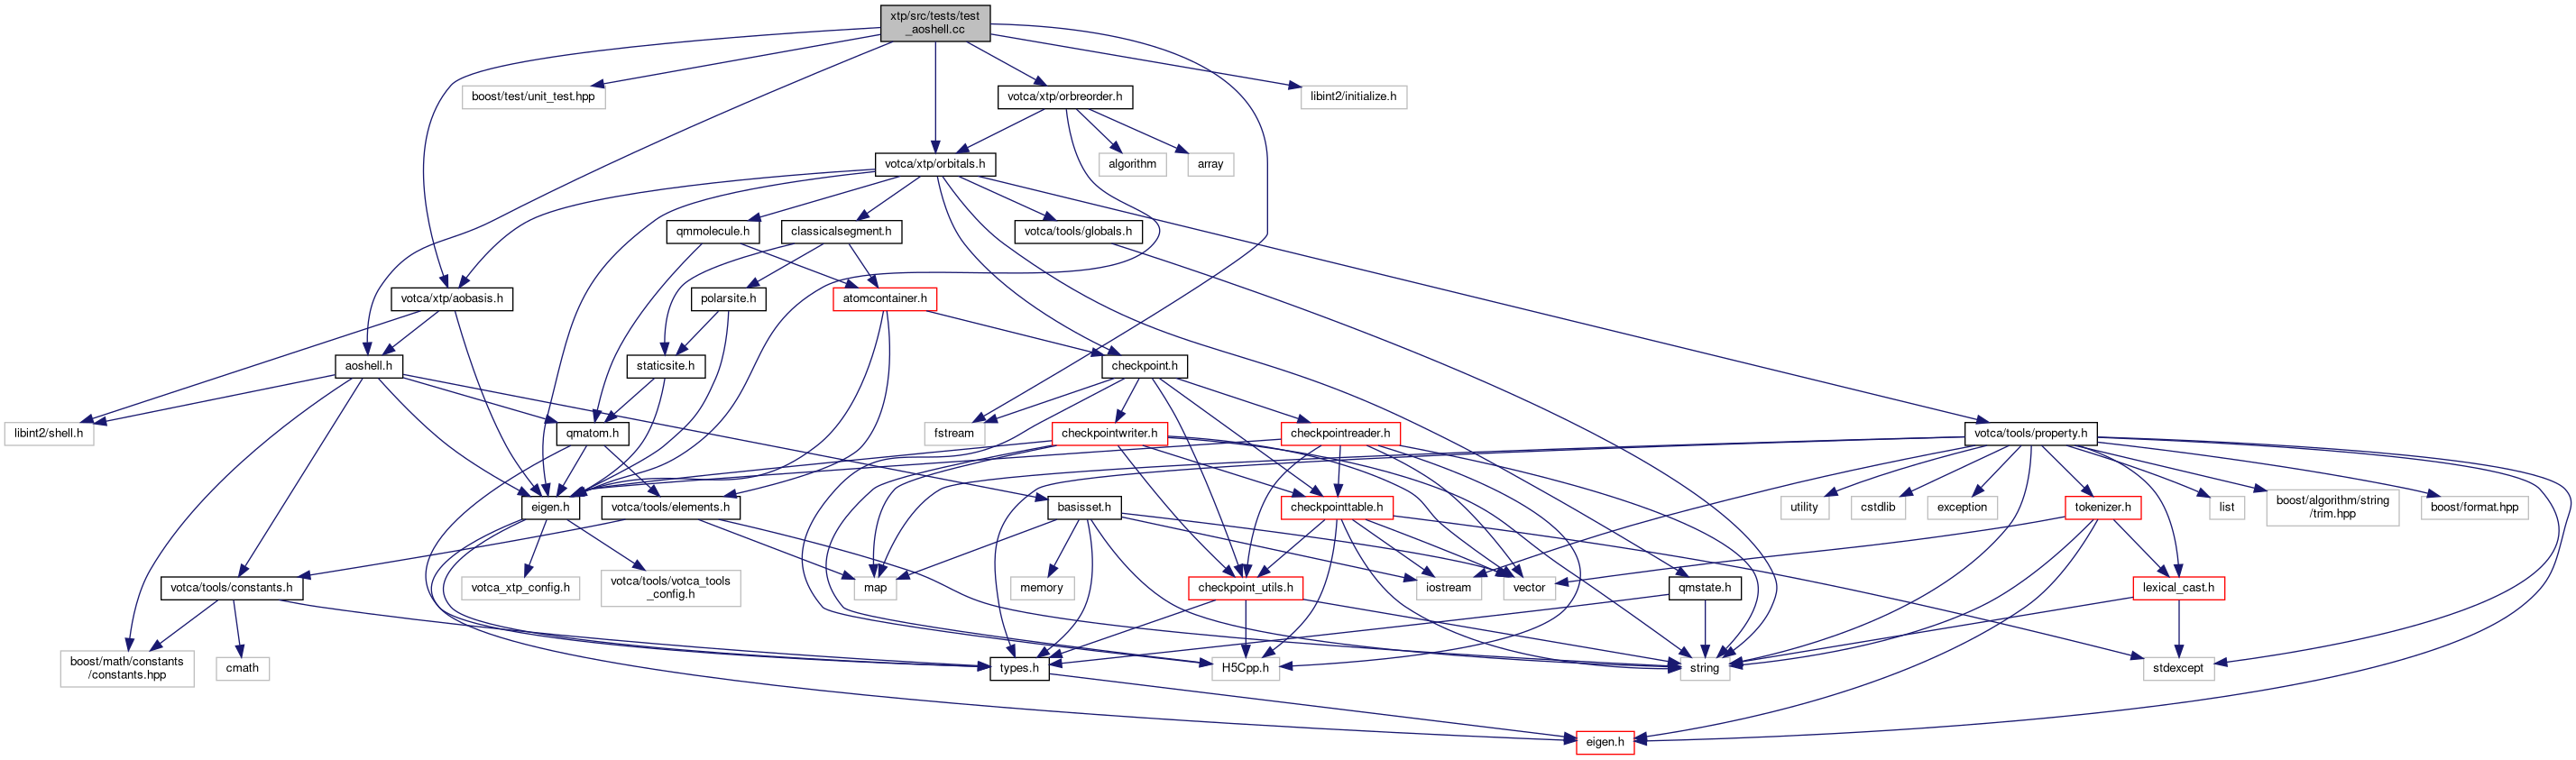 xtp/src/tests/test
_aoshell.cc
boost/test/unit_test.hpp
votca/xtp/orbreorder.h
libint2/initialize.h
votca/xtp/orbitals.h
algorithm
array
qmmolecule.h
classicalsegment.h
votca/tools/globals.h
votca/xtp/aobasis.h
polarsite.h
atomcontainer.h
aoshell.h
staticsite.h
checkpoint.h
libint2/shell.h
qmatom.h
fstream
checkpointwriter.h
checkpointreader.h
votca/tools/property.h
eigen.h
votca/tools/elements.h
basisset.h
checkpointtable.h
utility
cstdlib
exception
tokenizer.h
list
boost/algorithm/string
/trim.hpp
boost/format.hpp
votca/tools/constants.h
votca_xtp_config.h
votca/tools/votca_tools
_config.h
map
memory
checkpoint_utils.h
iostream
vector
qmstate.h
lexical_cast.h
boost/math/constants
/constants.hpp
cmath
types.h
H5Cpp.h
string
stdexcept
eigen.h